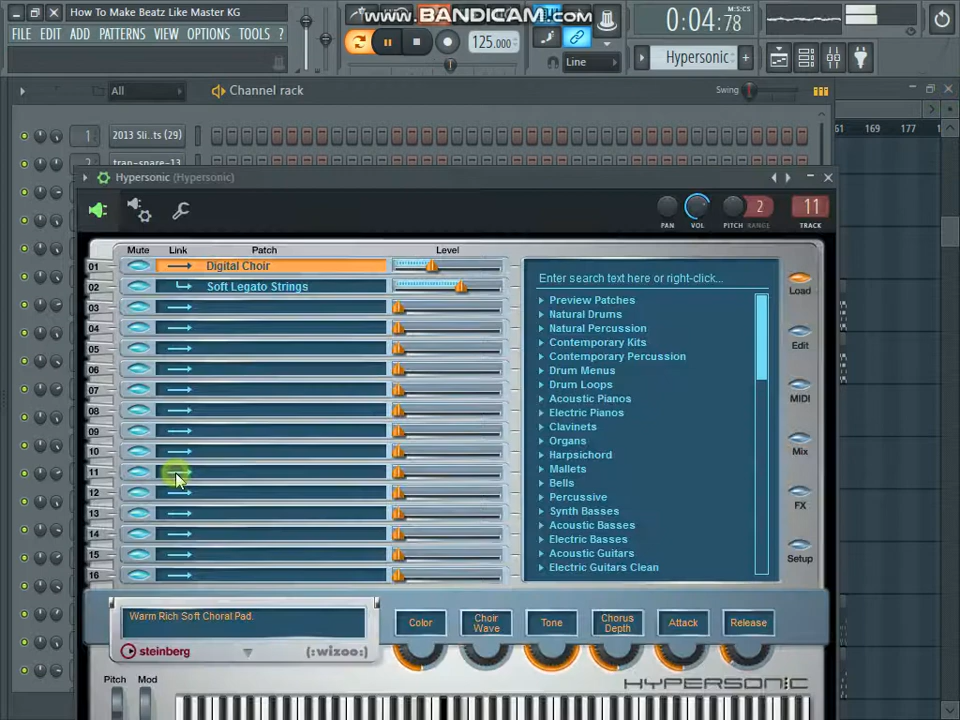 How To Make Beatz Like Master KG
www.BANDICAM.com
0:04:78
M:S:CS
FILE EDIT ADD PATTERNS VIEW OPTIONS TOOLS ?
125.000
Line
Hypersonic
All
Channel rack
Swing
161 169 177
1 2013 Sli..ts (29)
2 trap-snare-13
Hypersonic (Hypersonic)
PAN VOL PITCH RANGE TRACK
2
11
Mute Link Patch Level
01 Digital Choir
02 Soft Legato Strings
03
04
05
06
07
08
09
10
11
12
13
14
15
16
Enter search text here or right-click...
Preview Patches
Natural Drums
Natural Percussion
Contemporary Kits
Contemporary Percussion
Drum Menus
Drum Loops
Acoustic Pianos
Electric Pianos
Clavinets
Organs
Harpsichord
Mallets
Bells
Percussive
Synth Basses
Acoustic Basses
Electric Basses
Acoustic Guitars
Electric Guitars Clean
Load
Edit
MIDI
Mix
FX
Setup
Warm Rich Soft Choral Pad.
steinberg
(:wizoo:)
Color
Choir Wave
Tone
Chorus Depth
Attack
Release
HYPERSONIC
Pitch Mod